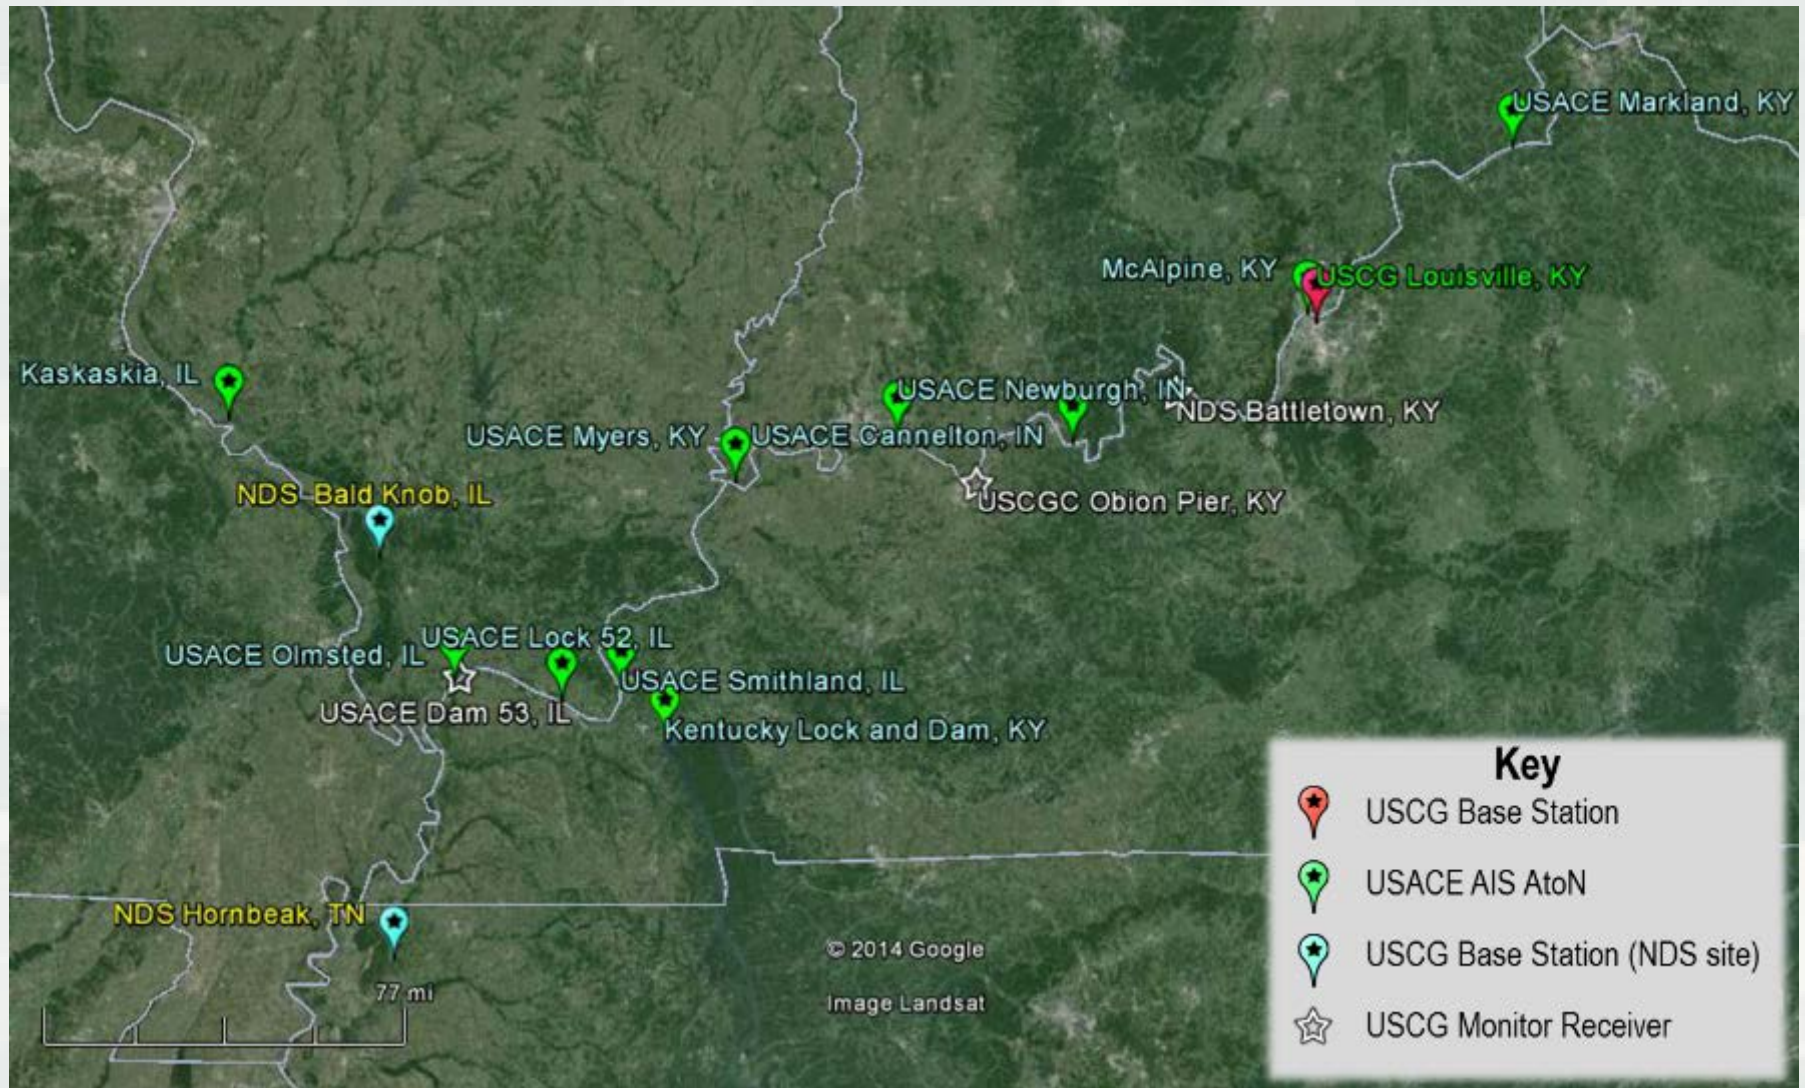 USACE Markland, KY
McAlpine, KY
USCG Louisville, KY
Kaskaskia, IL
USACE Newburgh, IN
NDS Battletown, KY
USACE Myers, KY
USACE Cannelton, IN
NDS Bald Knob, IL
USCGC Obion Pier, KY
USACE Lock 52, IL
USACE Olmsted, IL
USACE Smithland, IL
USACE Dam 53, IL
Kentucky Lock and Dam, KY
Key
USCG Base Station
USACE AIS AtoN
USCG Base Station (NDS site)
USCG Monitor Receiver
NDS Hornbeak, TN
77 mi
© 2014 Google
Image Landsat